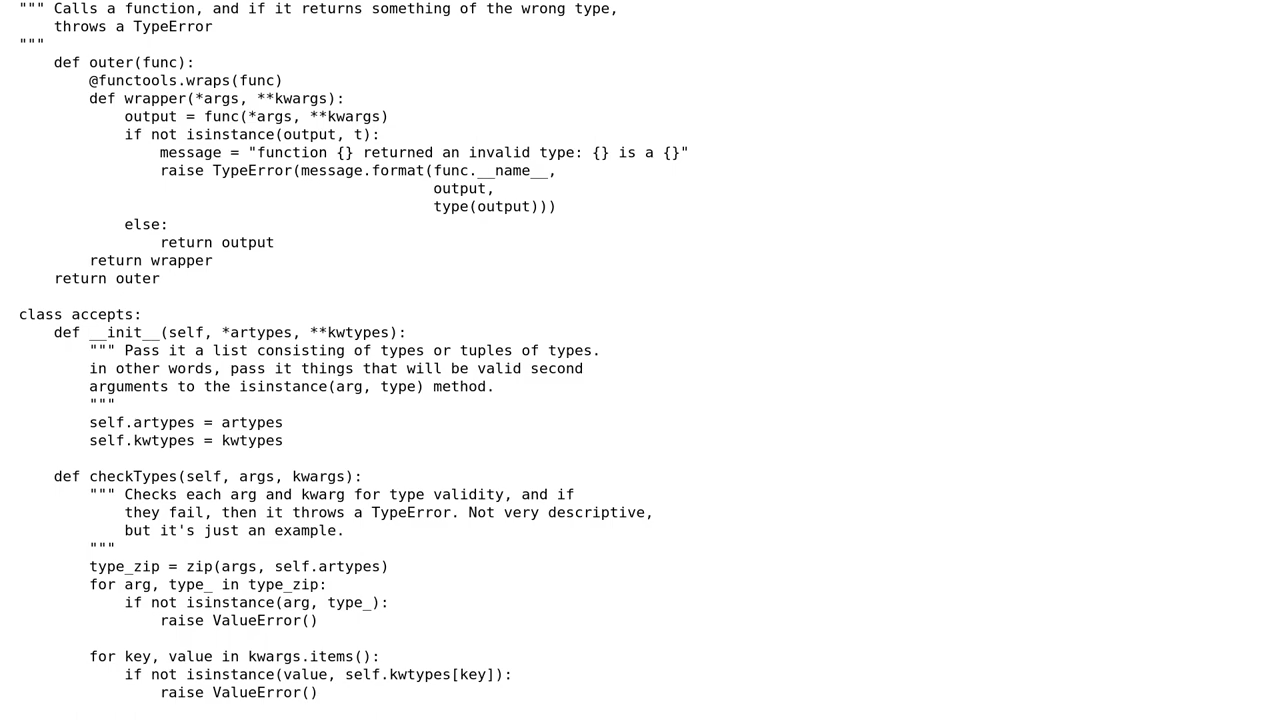 """ Calls a function, and if it returns something of the wrong type,
    throws a TypeError
"""
    def outer(func):
        @functools.wraps(func)
        def wrapper(*args, **kwargs):
            output = func(*args, **kwargs)
            if not isinstance(output, t):
                message = "function {} returned an invalid type: {} is a {}"
                raise TypeError(message.format(func.__name__,
                                               output,
                                               type(output)))
            else:
                return output
        return wrapper
    return outer

class accepts:
    def __init__(self, *artypes, **kwtypes):
        """ Pass it a list consisting of types or tuples of types.
        in other words, pass it things that will be valid second
        arguments to the isinstance(arg, type) method.
        """
        self.artypes = artypes
        self.kwtypes = kwtypes

    def checkTypes(self, args, kwargs):
        """ Checks each arg and kwarg for type validity, and if
            they fail, then it throws a TypeError. Not very descriptive,
            but it's just an example.
        """
        type_zip = zip(args, self.artypes)
        for arg, type_ in type_zip:
            if not isinstance(arg, type_):
                raise ValueError()

        for key, value in kwargs.items():
            if not isinstance(value, self.kwtypes[key]):
                raise ValueError()